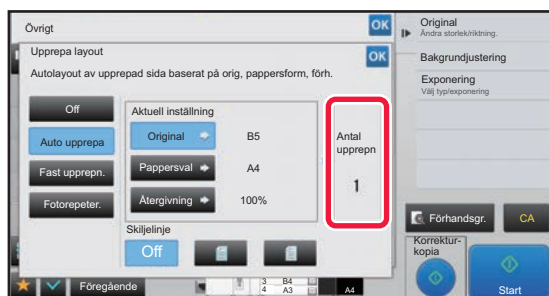 Övrigt
OK
Upprepa layout
OK
Autolayout av upprepad sida baserat på orig, pappersform, förh.
Off
Auto upprepa
Fast upprepn.
Fotorepeter.
Aktuell inställning
Original B5
Pappersval A4
Återgivning 100%
Antal
upprepn
1
Skiljelinje
Off
Föregående
3 B4
4 A3
A4
Original
Ändra storlek/riktning.
Bakgrundjustering
Exponering
Välj typ/exponering
Förhandsgr.
CA
Korrektur-
kopia
Start